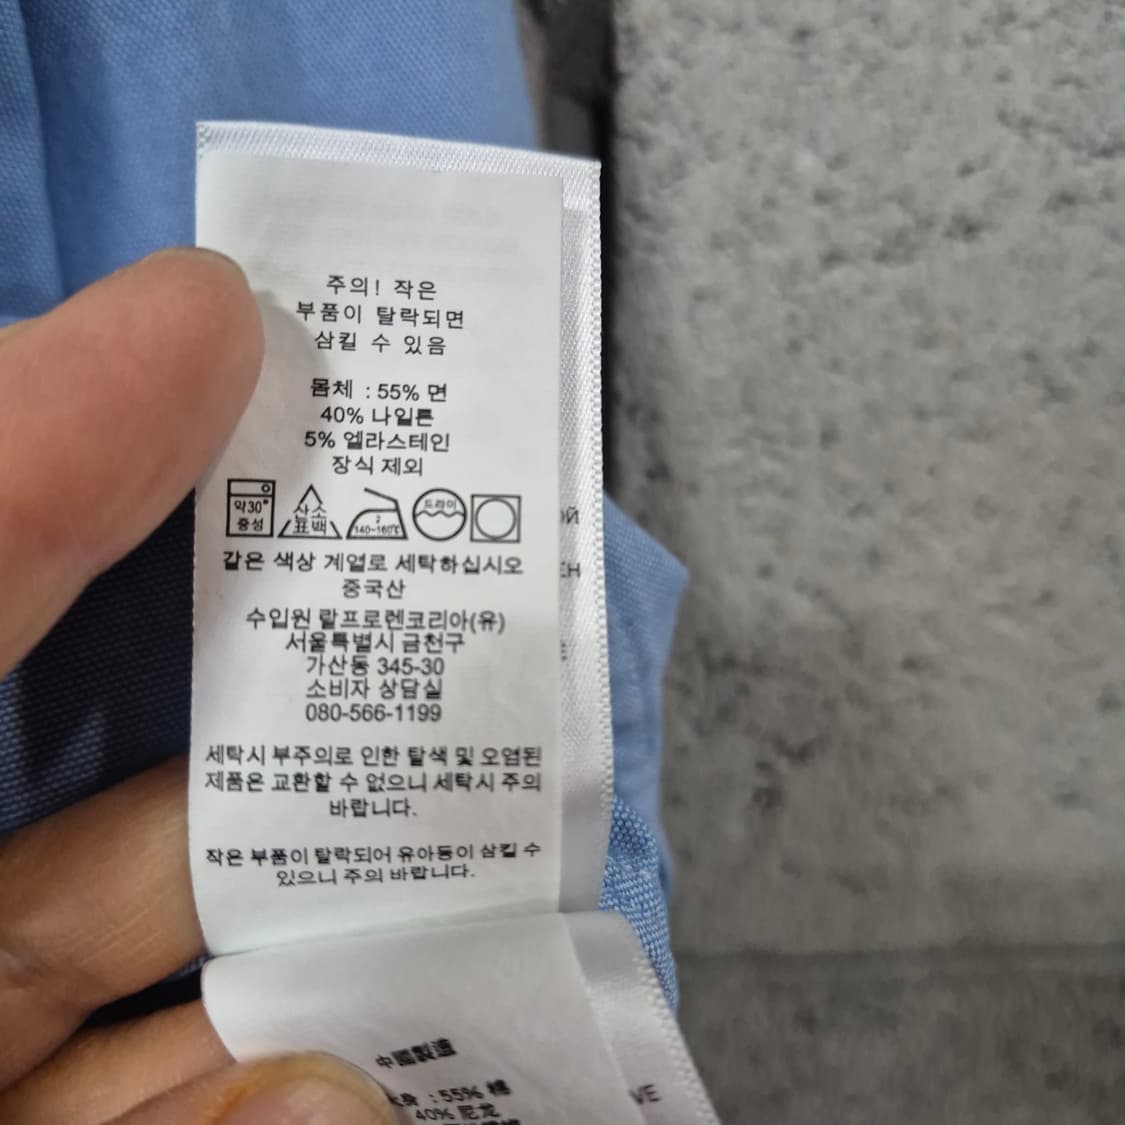 주의! 작은
부품이 탈락되면
삼킬 수 있음
몸체 : 55% 면
40% 나일론
5% 엘라스테인
장식 제외
약30°
중성
산소
표백
2
140~160℃
드라이
같은 색상 계열로 세탁하십시오
중국산
수입원 랄프로렌코리아(유)
서울특별시 금천구
가산동 345-30
소비자 상담실
080-566-1199
세탁시 부주의로 인한 탈색 및 오염된
제품은 교환할 수 없으니 세탁시 주의
바랍니다.
작은 부품이 탈락되어 유아등이 삼킬 수
있으니 주의 바랍니다.
中國製造
身 : 55% 棉
40% 尼龙